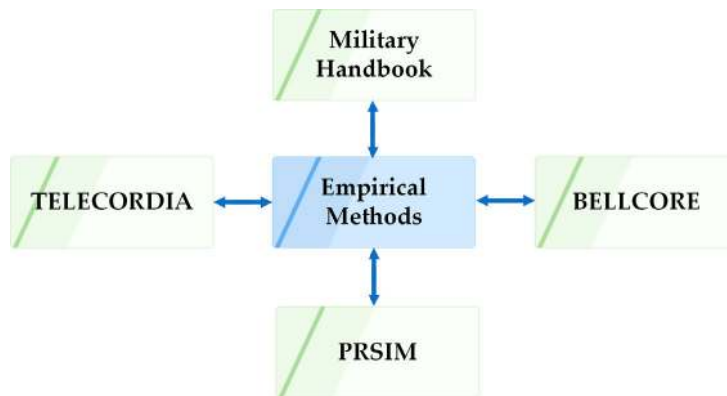 Military
Handbook
TELECORDIA
Empirical
Methods
BELLCORE
PRSIM